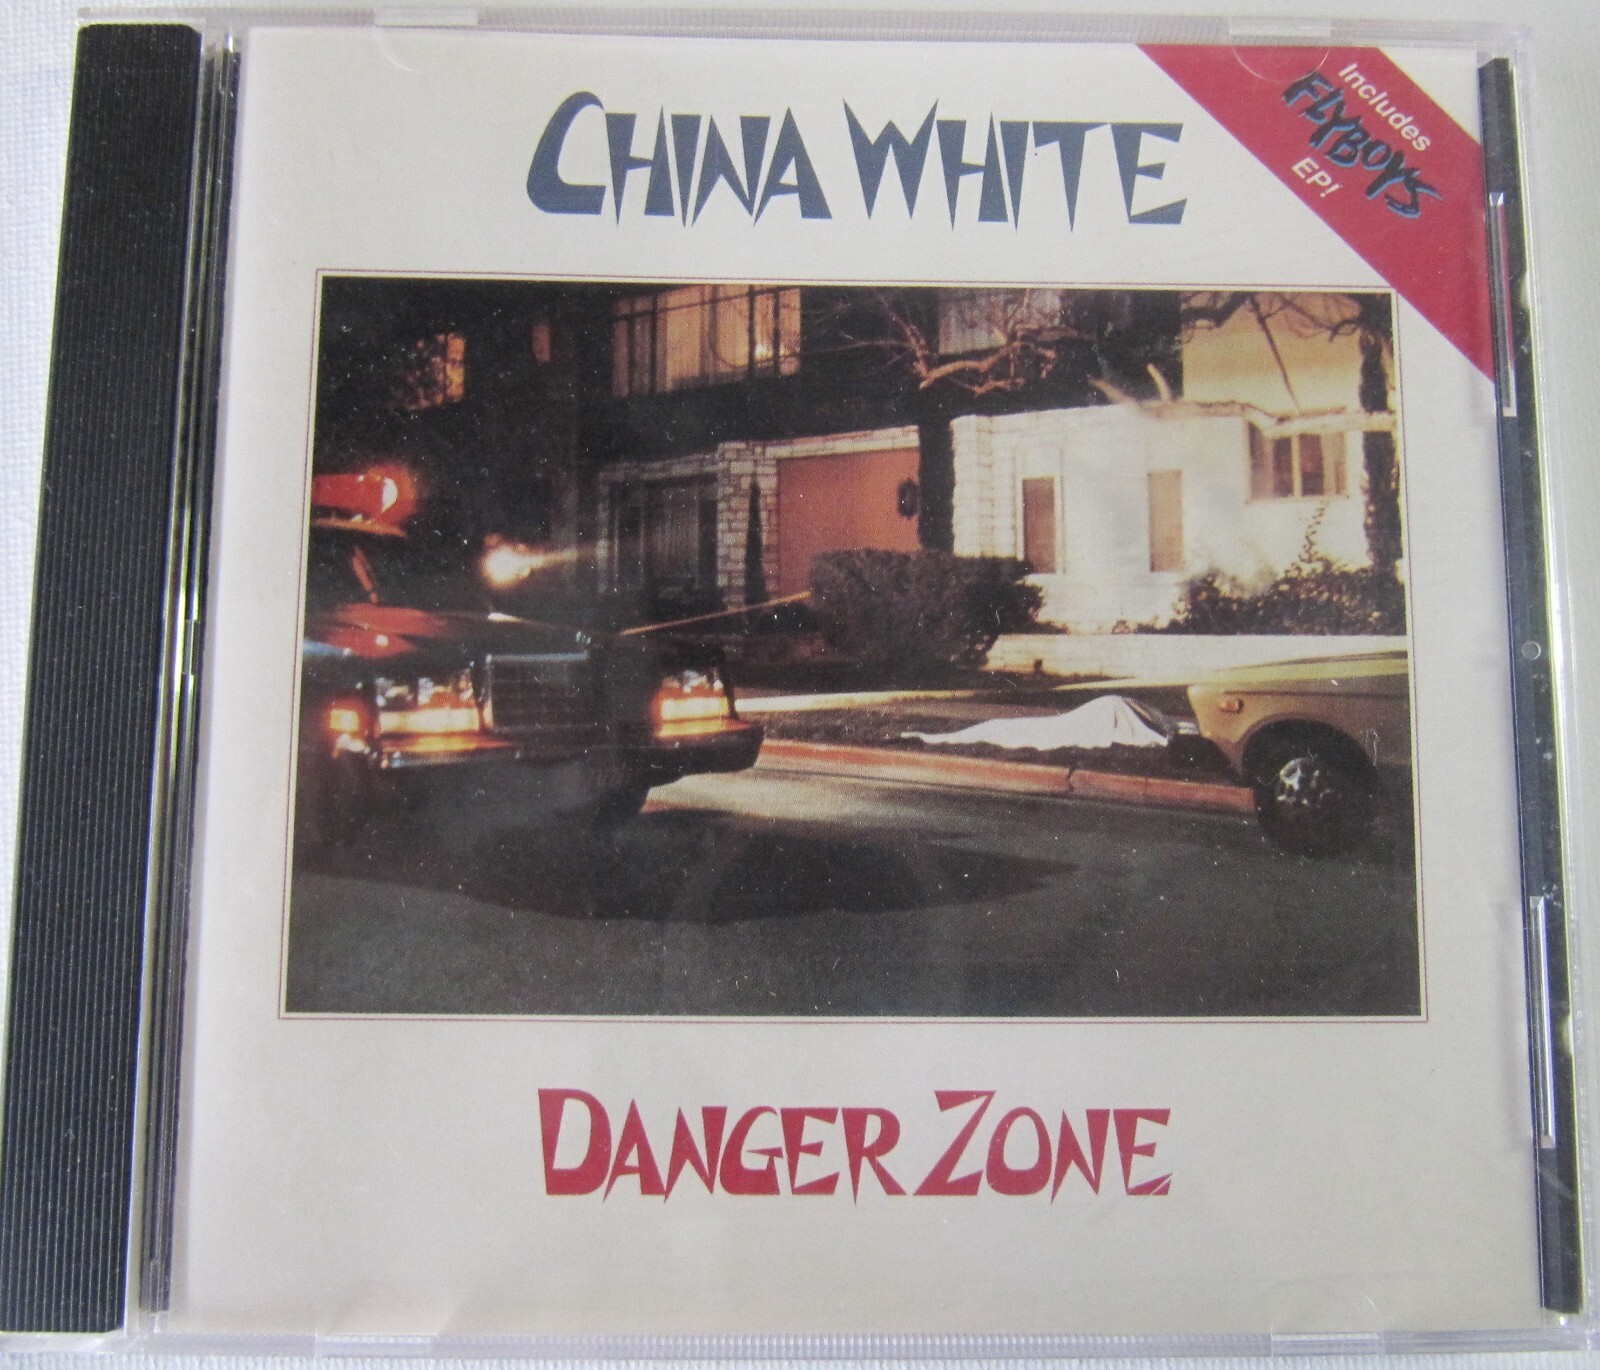 CHINA WHITE
Includes
FLYBOYS
EP!
DANGER ZONE